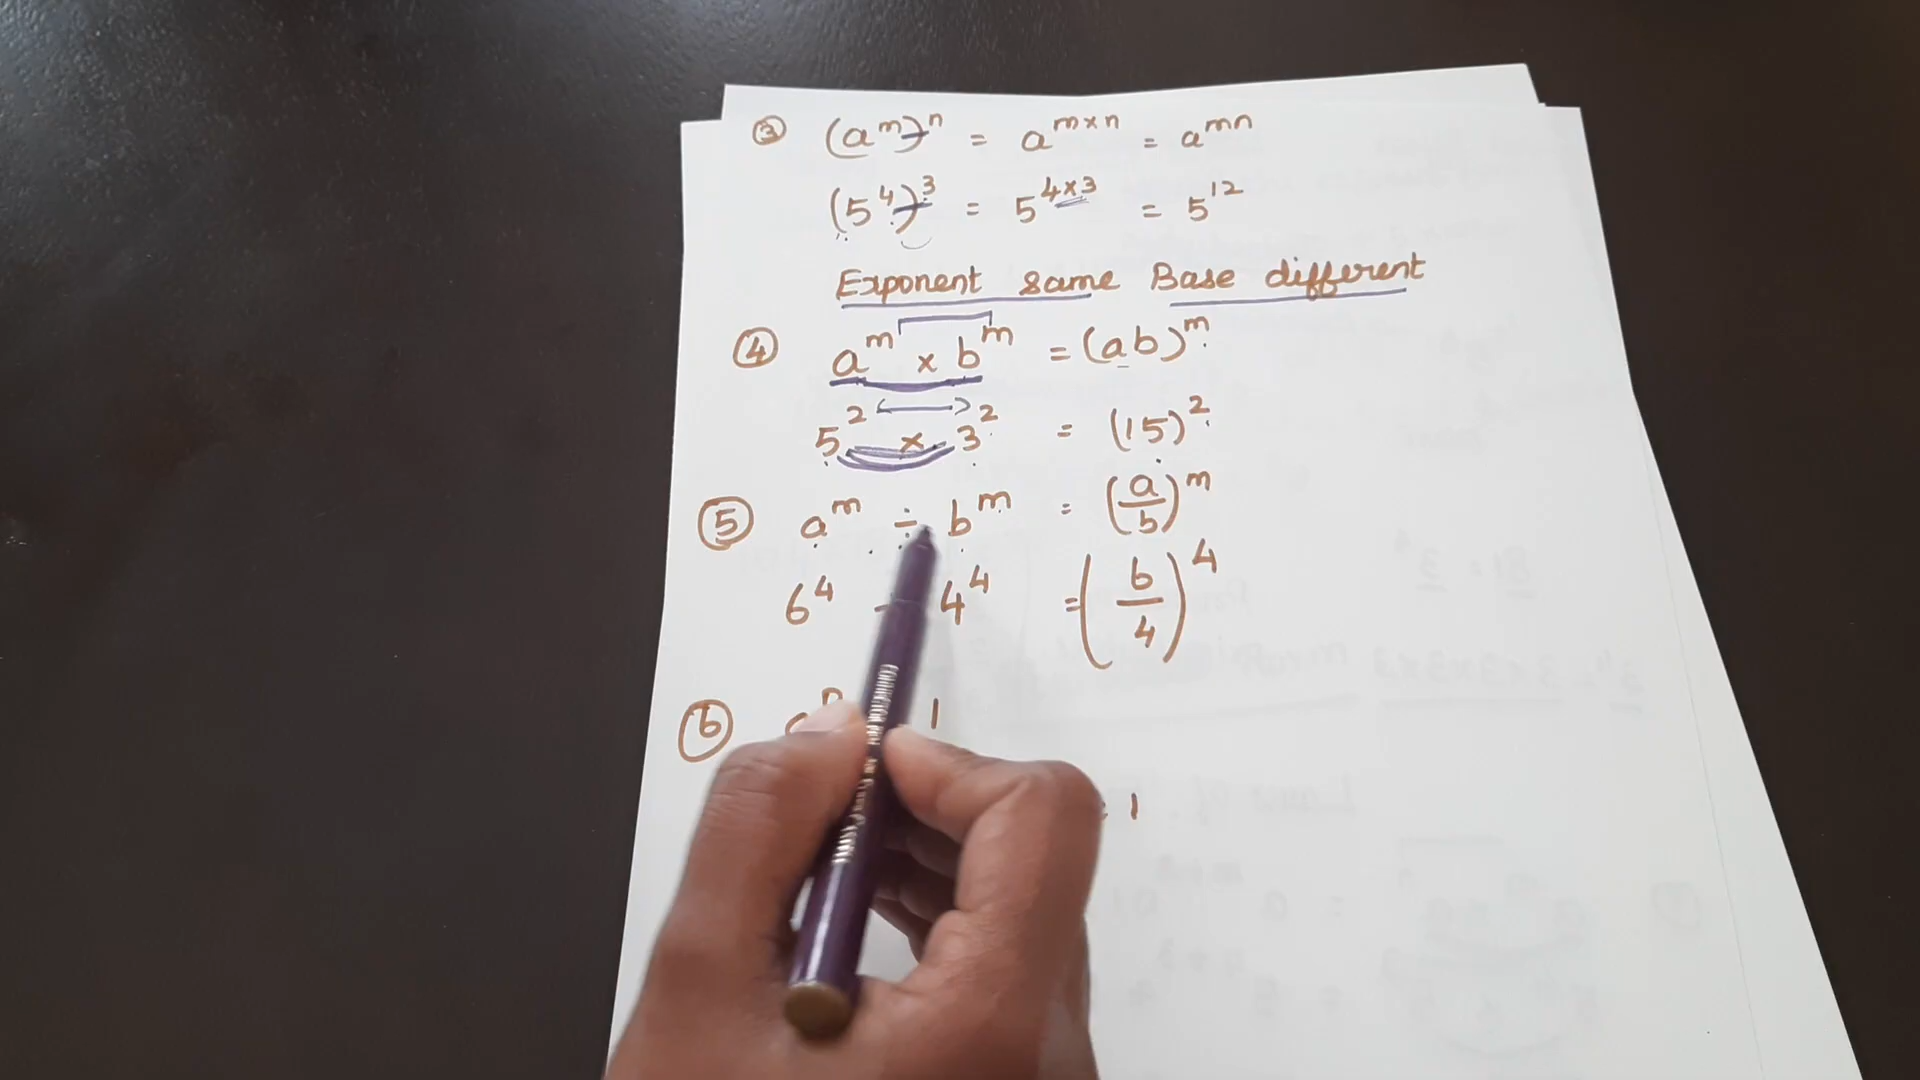 ③ (a^m)^n = a^{m×n} = a^{mn}
(5^4)^3 = 5^{4×3} = 5^{12}
Exponent same Base different
④ a^m × b^m = (ab)^m
5^2 × 3^2 = (15)^2
⑤ a^m ÷ b^m = (a/b)^m
6^4 4^4 = (6/4)^4
⑥ 1
1